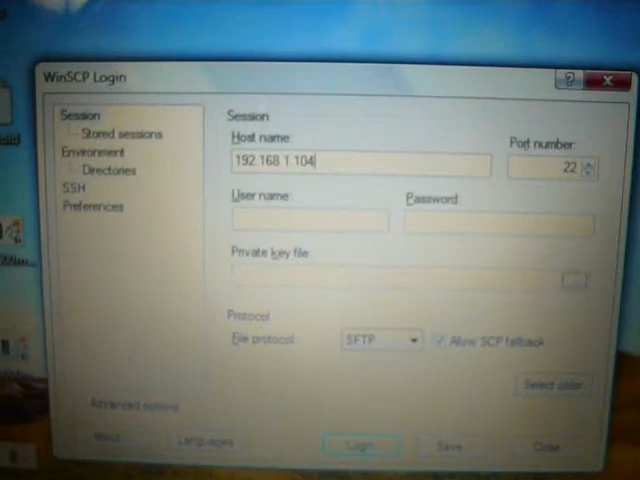 WinSCP Login
Session
Stored sessions
Environment
Directories
SSH
Preferences
Session
Host name:
Port number:
192.168.1.104
22
User name:
Password:
Private key file:
...
Protocol
File protocol:
SFTP
Allow SCP fallback
Select color
Advanced options
About
Languages
Login
Save...
Close